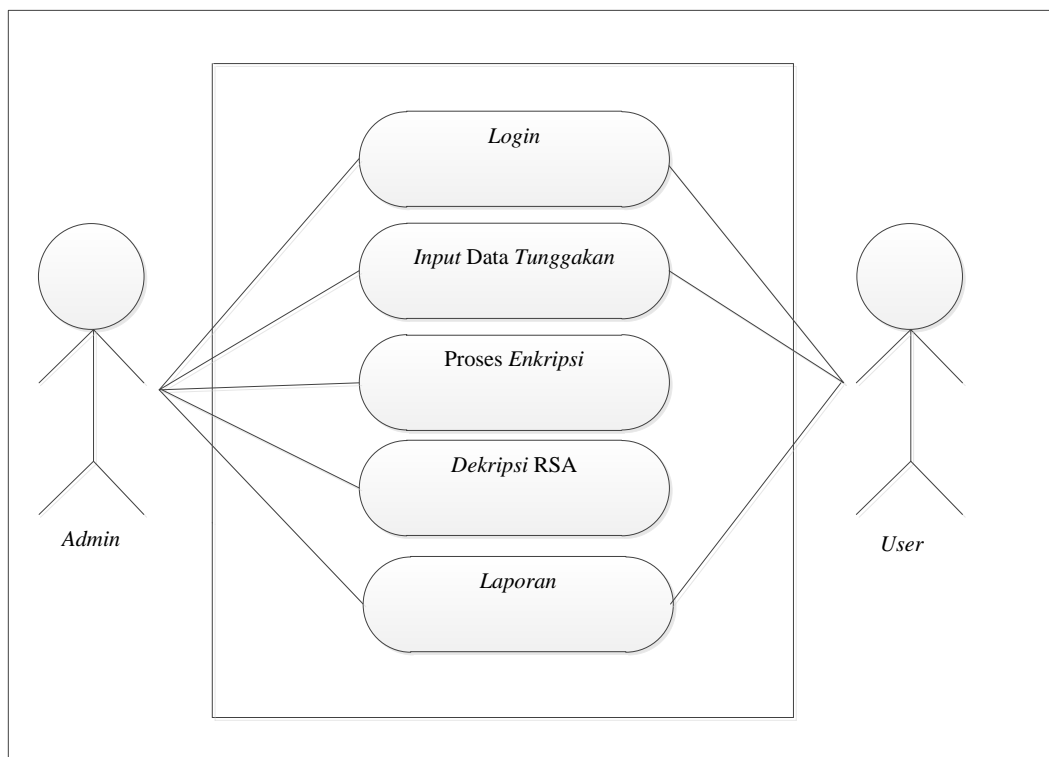 Login
Input Data Tunggakan
Proses Enkripsi
Dekripsi RSA
Admin
User
Laporan